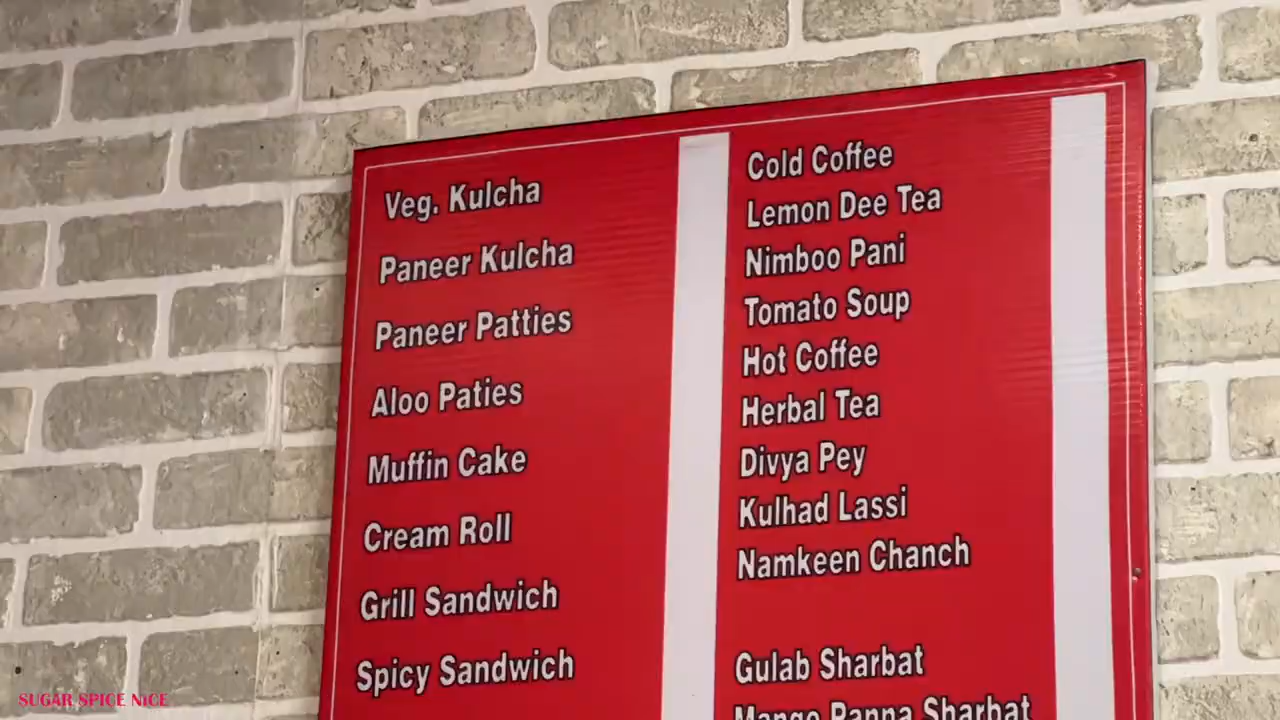 Veg. Kulcha
Paneer Kulcha
Paneer Patties
Aloo Paties
Muffin Cake
Cream Roll
Grill Sandwich
Spicy Sandwich
Cold Coffee
Lemon Dee Tea
Nimboo Pani
Tomato Soup
Hot Coffee
Herbal Tea
Divya Pey
Kulhad Lassi
Namkeen Chanch
Gulab Sharbat
Mango Panna Sharbat
SUGAR SPICE NiCE